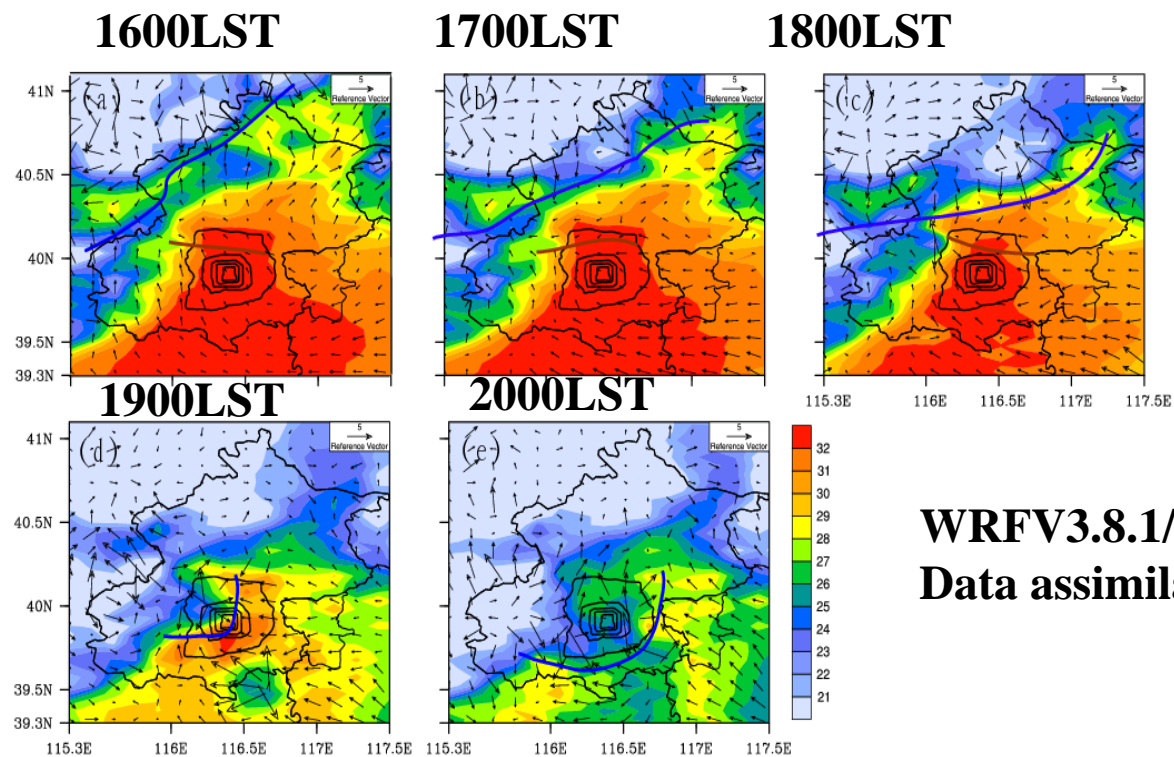 1600LST 1700LST 1800LST
(a) 5 (b) 5 (c) 5
Reference Vector Reference Vector Reference Vector
41N
40.5N
40N
39.5N
39.3N
115.3E 116E 116.5E 117E 117.5E
1900LST 2000LST
(d) 5 (e) 5
Reference Vector Reference Vector
41N
40.5N
40N
39.5N
39.3N
115.3E 116E 116.5E 117E 117.5E 115.3E 116E 116.5E 117E 117.5E
32
31
30
29
28
27
26
25
24
23
22
21
WRFV3.8.1/
Data assimila